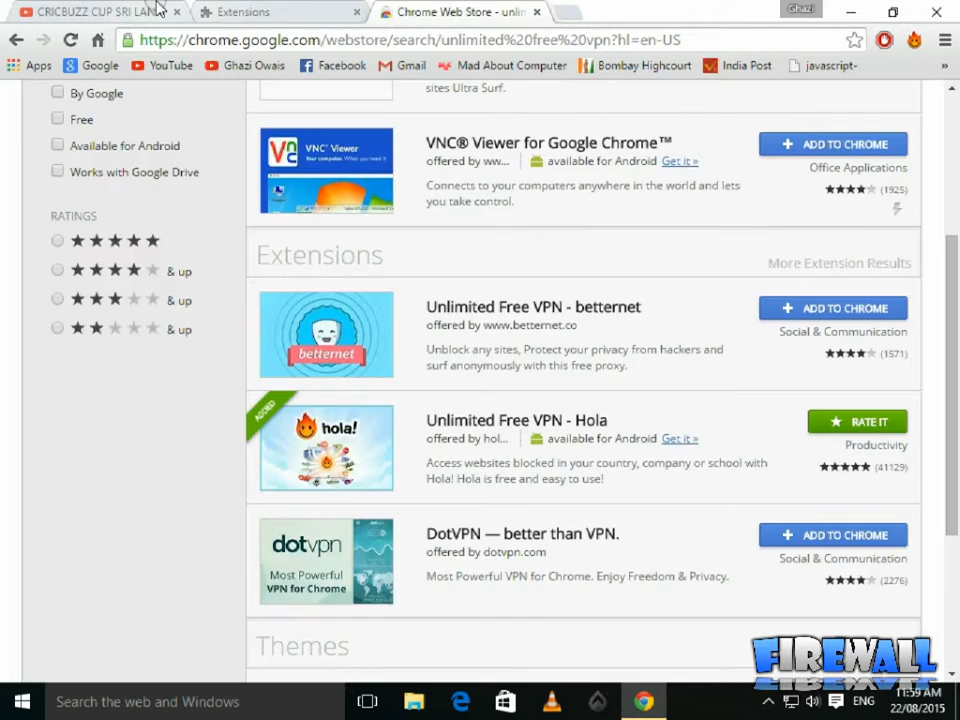 CRICBUZZ CUP SRI LAN
Extensions
Chrome Web Store - unlin
Ghazi
https://chrome.google.com/webstore/search/unlimited%20free%20vpn?hl=en-US
Apps
Google
YouTube
Ghazi Owais
Facebook
Gmail
Mad About Computer
Bombay Highcourt
India Post
javascript-
»
By Google
Free
Available for Android
Works with Google Drive
RATINGS
& up
& up
& up
sites Ultra Surf.
VNC® Viewer
VNC® Viewer for Google Chrome™
offered by ww... available for Android Get it »
Connects to your computers anywhere in the world and lets
you take control.
ADD TO CHROME
Office Applications
(1925)
Extensions
More Extension Results
betternet
Unlimited Free VPN - betternet
offered by www.betternet.co
Unblock any sites, Protect your privacy from hackers and
surf anonymously with this free proxy.
ADD TO CHROME
Social & Communication
(1571)
ADDED
hola!
Unlimited Free VPN - Hola
offered by hol... available for Android Get it »
Access websites blocked in your country, company or school with
Hola! Hola is free and easy to use!
RATE IT
Productivity
(41129)
dotvpn
Most Powerful
VPN for Chrome
DotVPN — better than VPN.
offered by dotvpn.com
Most Powerful VPN for Chrome. Enjoy Freedom & Privacy.
ADD TO CHROME
Social & Communication
(2276)
Themes
FIREWALL
Search the web and Windows
ENG
11:59 AM
22/08/2015